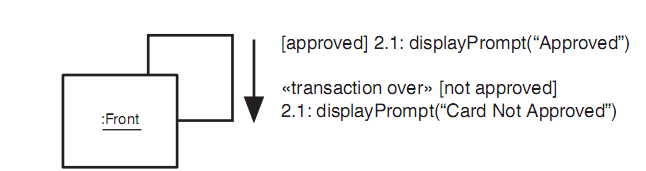 [approved] 2.1: displayPrompt(“Approved”)
«transaction over» [not approved]
2.1: displayPrompt(“Card Not Approved”)
:Front